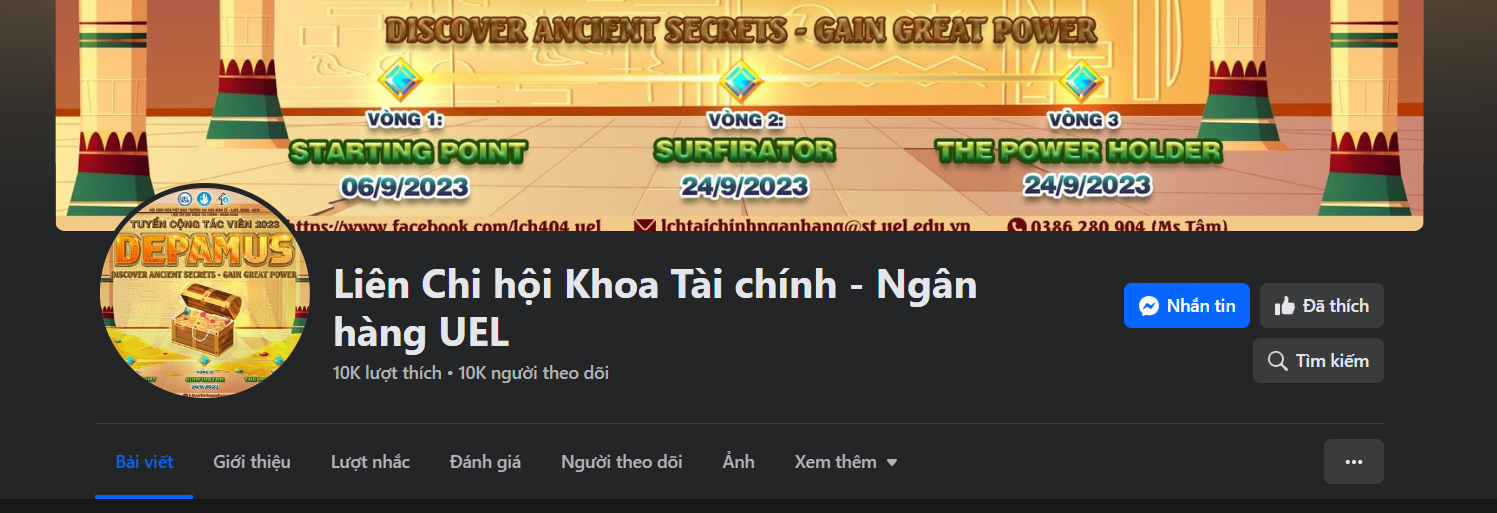 DISCOVER ANCIENT SECRETS - GAIN GREAT POWER
VÒNG 1:
STARTING POINT
06/9/2023
VÒNG 2:
SURFIRATOR
24/9/2023
VÒNG 3
THE POWER HOLDER
24/9/2023
https://www.facebook.com/lch404.uel
lchtaichinhnganhang@st.uel.edu.vn
0386 280 904 (Ms Tâm)
TUYỂN CỘNG TÁC VIÊN 2023
DEPAMUS
DISCOVER ANCIENT SECRETS - GAIN GREAT POWER
SURFIRATOR
24/9/2023
Liên Chi hội Khoa Tài chính - Ngân
hàng UEL
10K lượt thích • 10K người theo dõi
Nhắn tin
Đã thích
Tìm kiếm
Bài viết
Giới thiệu
Lượt nhắc
Đánh giá
Người theo dõi
Ảnh
Xem thêm